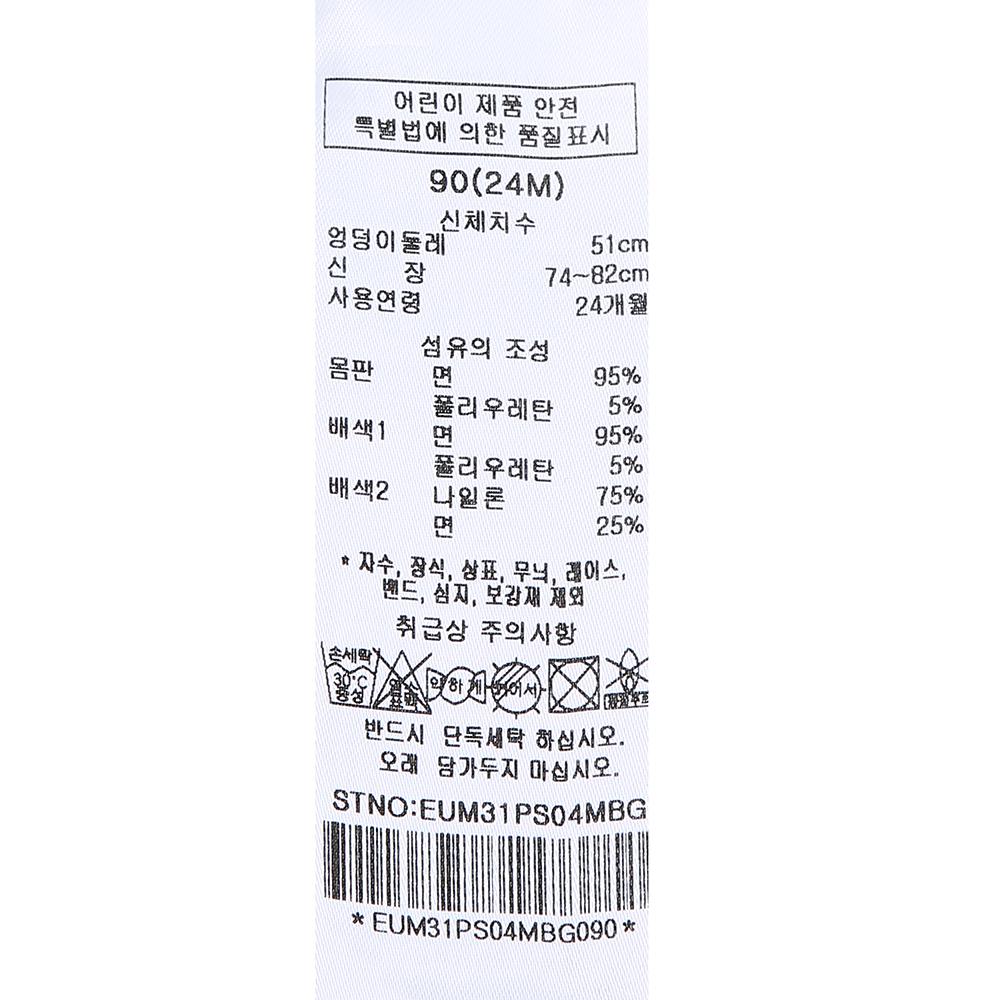 어린이 제품 안전
특별법에 의한 품질표시
90(24M)
신체치수
엉덩이둘레 51cm
신 장 74~82cm
사용연령 24개월
섬유의 조성
몸판 면 95%
폴리우레탄 5%
배색1 면 95%
폴리우레탄 5%
배색2 나일론 75%
면 25%
* 자수, 장식, 상표, 무늬, 레이스,
밴드, 심지, 보강재 제외
취급상 주의사항
손세탁
30℃
중성
염소
표백
약하게
반드시 단독세탁 하십시오.
오래 담가두지 마십시오.
STNO:EUM31PS04MBG
*EUM31PS04MBG090*